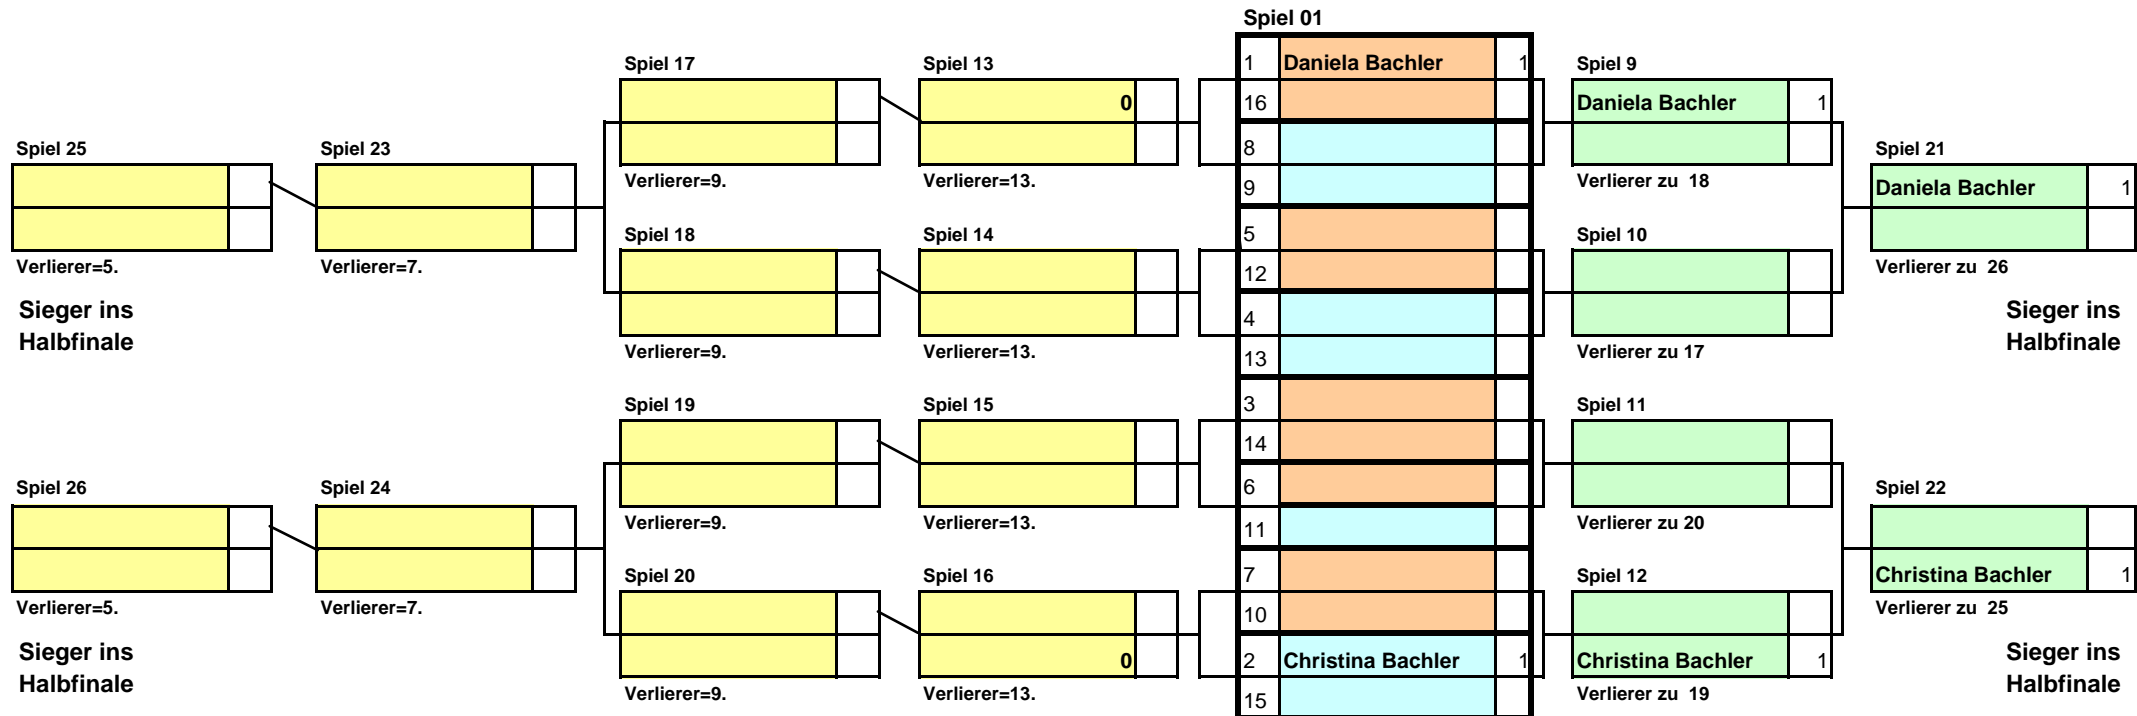 Spiel 01
1 Daniela Bachler 1
Spiel 17 Spiel 13 Spiel 9
0 16 Daniela Bachler 1
Spiel 25 Spiel 23 8 Spiel 21
Verlierer=9. Verlierer=13. 9 Verlierer zu 18 Daniela Bachler 1
Spiel 18 Spiel 14 5 Spiel 10
Verlierer=5. Verlierer=7. 12 Verlierer zu 26
Sieger ins 4 Sieger ins
Halbfinale Verlierer=9. Verlierer=13. 13 Verlierer zu 17 Halbfinale
Spiel 19 Spiel 15 3 Spiel 11
14
Spiel 26 Spiel 24 6 Spiel 22
Verlierer=9. Verlierer=13. 11 Verlierer zu 20
Spiel 20 Spiel 16 7 Spiel 12 Christina Bachler 1
Verlierer=5. Verlierer=7. 10 Verlierer zu 25
Sieger ins 0 2 Christina Bachler 1 Christina Bachler 1 Sieger ins
Halbfinale Verlierer=9. Verlierer=13. 15 Verlierer zu 19 Halbfinale